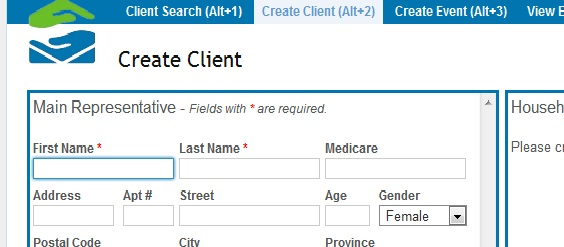 Client Search (Alt+1) Create Client (Alt+2) Create Event (Alt+3) View E
Create Client
Main Representative - Fields with * are required.
Househ
First Name * Last Name * Medicare
Please cr
Address Apt # Street Age Gender
Female
Postal Code City Province